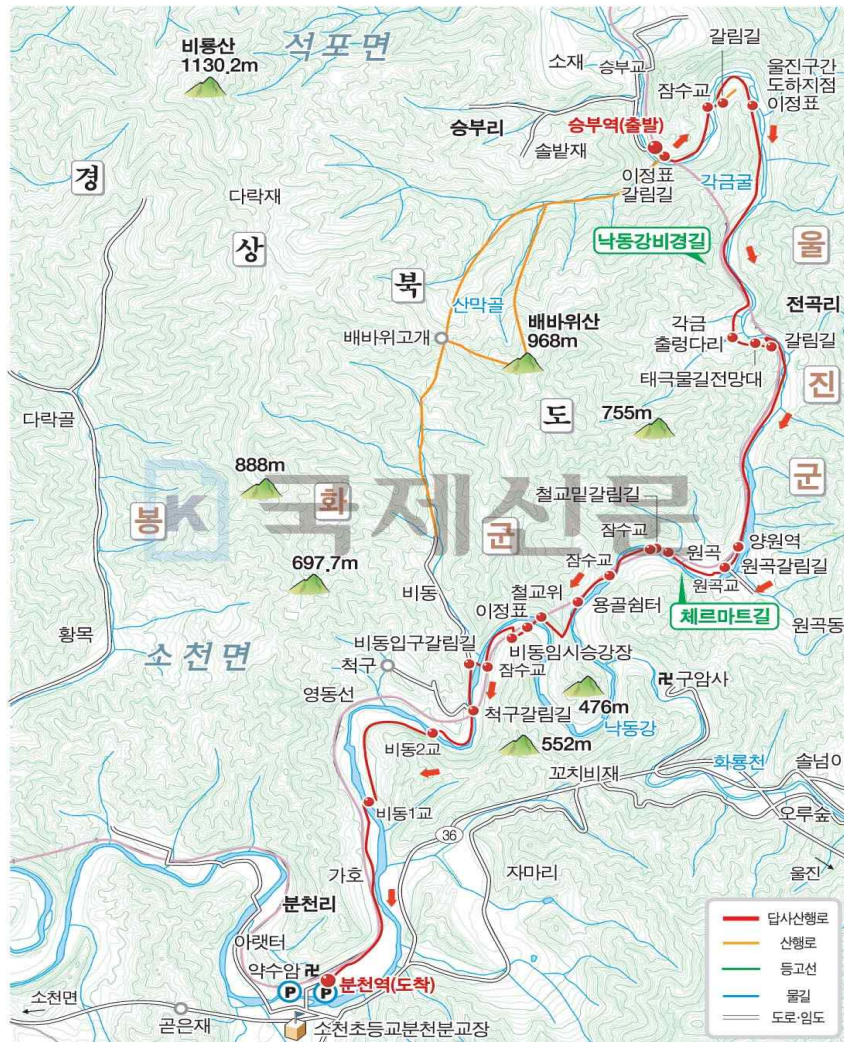 비룡산
1130.2m
석포면
소재
승부교
갈림길
잠수교
울진구간
도하지점
이정표
승부리
승부역(출발)
솔밭재
이정표
갈림길
각금굴
경
다락재
상
북
낙동강비경길
울
산막골
전곡리
배바위고개
배바위산
968m
각금
출렁다리
갈림길
태극물길전망대
진
다락골
도
755m
888m
철교밑갈림길
군
K 국제신문
봉
화
군
잠수교
원곡
양원역
697.7m
잠수교
원곡교
원곡갈림길
비동
철교위
이정표
용골쉼터
체르마트길
원곡동
황목
소천면
비동입구갈림길
척구
비동임시승강장
잠수교
구암사
영동선
476m
척구갈림길
낙동강
비동2교
552m
화룡천
솔넘이
꼬치비재
오루숲
비동1교
36
가호
자마리
울진
분천리
아랫터
약수암
분천역(도착)
P
P
소천면
곧은재
소천초등교분천분교장
답사산행로
산행로
등고선
물길
도로·임도